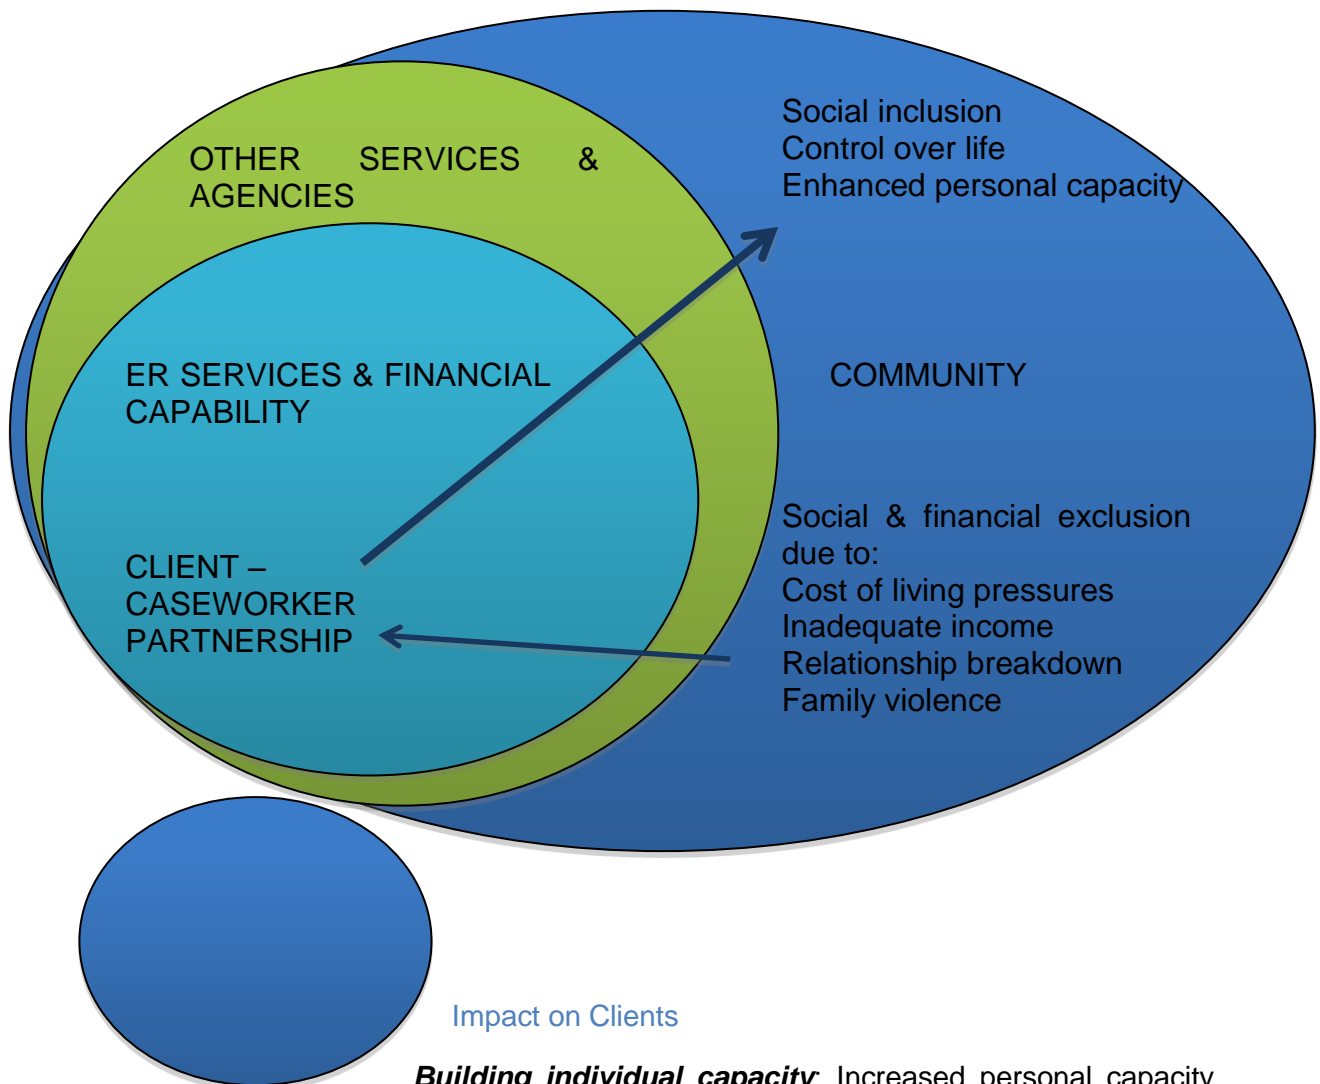 OTHER SERVICES &
AGENCIES
Social inclusion
Control over life
Enhanced personal capacity
ER SERVICES & FINANCIAL
CAPABILITY
COMMUNITY
CLIENT –
CASEWORKER
PARTNERSHIP
Social & financial exclusion
due to:
Cost of living pressures
Inadequate income
Relationship breakdown
Family violence
Impact on Clients
Building individual capacity: Increased personal capacity